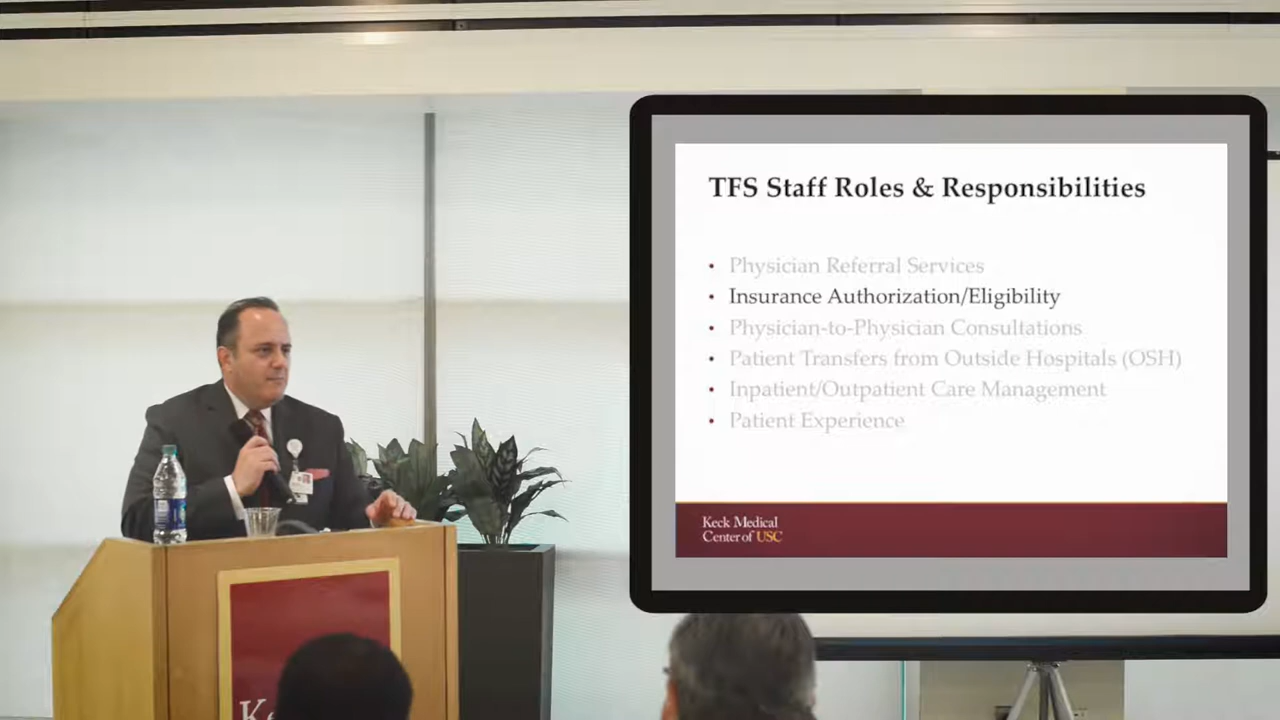 TFS Staff Roles & Responsibilities
• Physician Referral Services
• Insurance Authorization/Eligibility
• Physician-to-Physician Consultations
• Patient Transfers from Outside Hospitals (OSH)
• Inpatient/Outpatient Care Management
• Patient Experience
Keck Medical
Center of USC